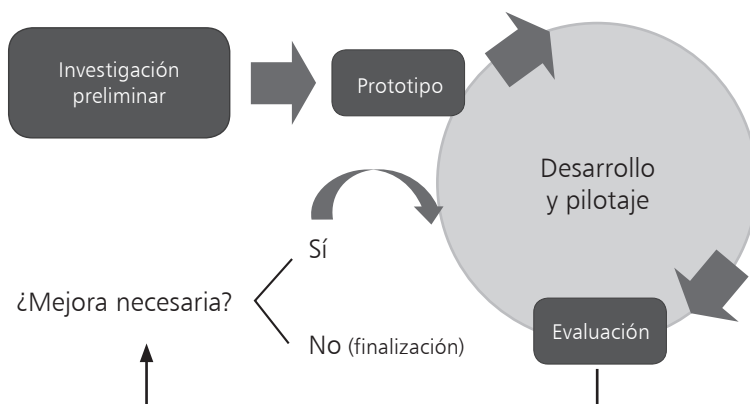 Investigación
preliminar
Prototipo
Desarrollo
y pilotaje
Sí
¿Mejora necesaria?
No (finalización)
Evaluación